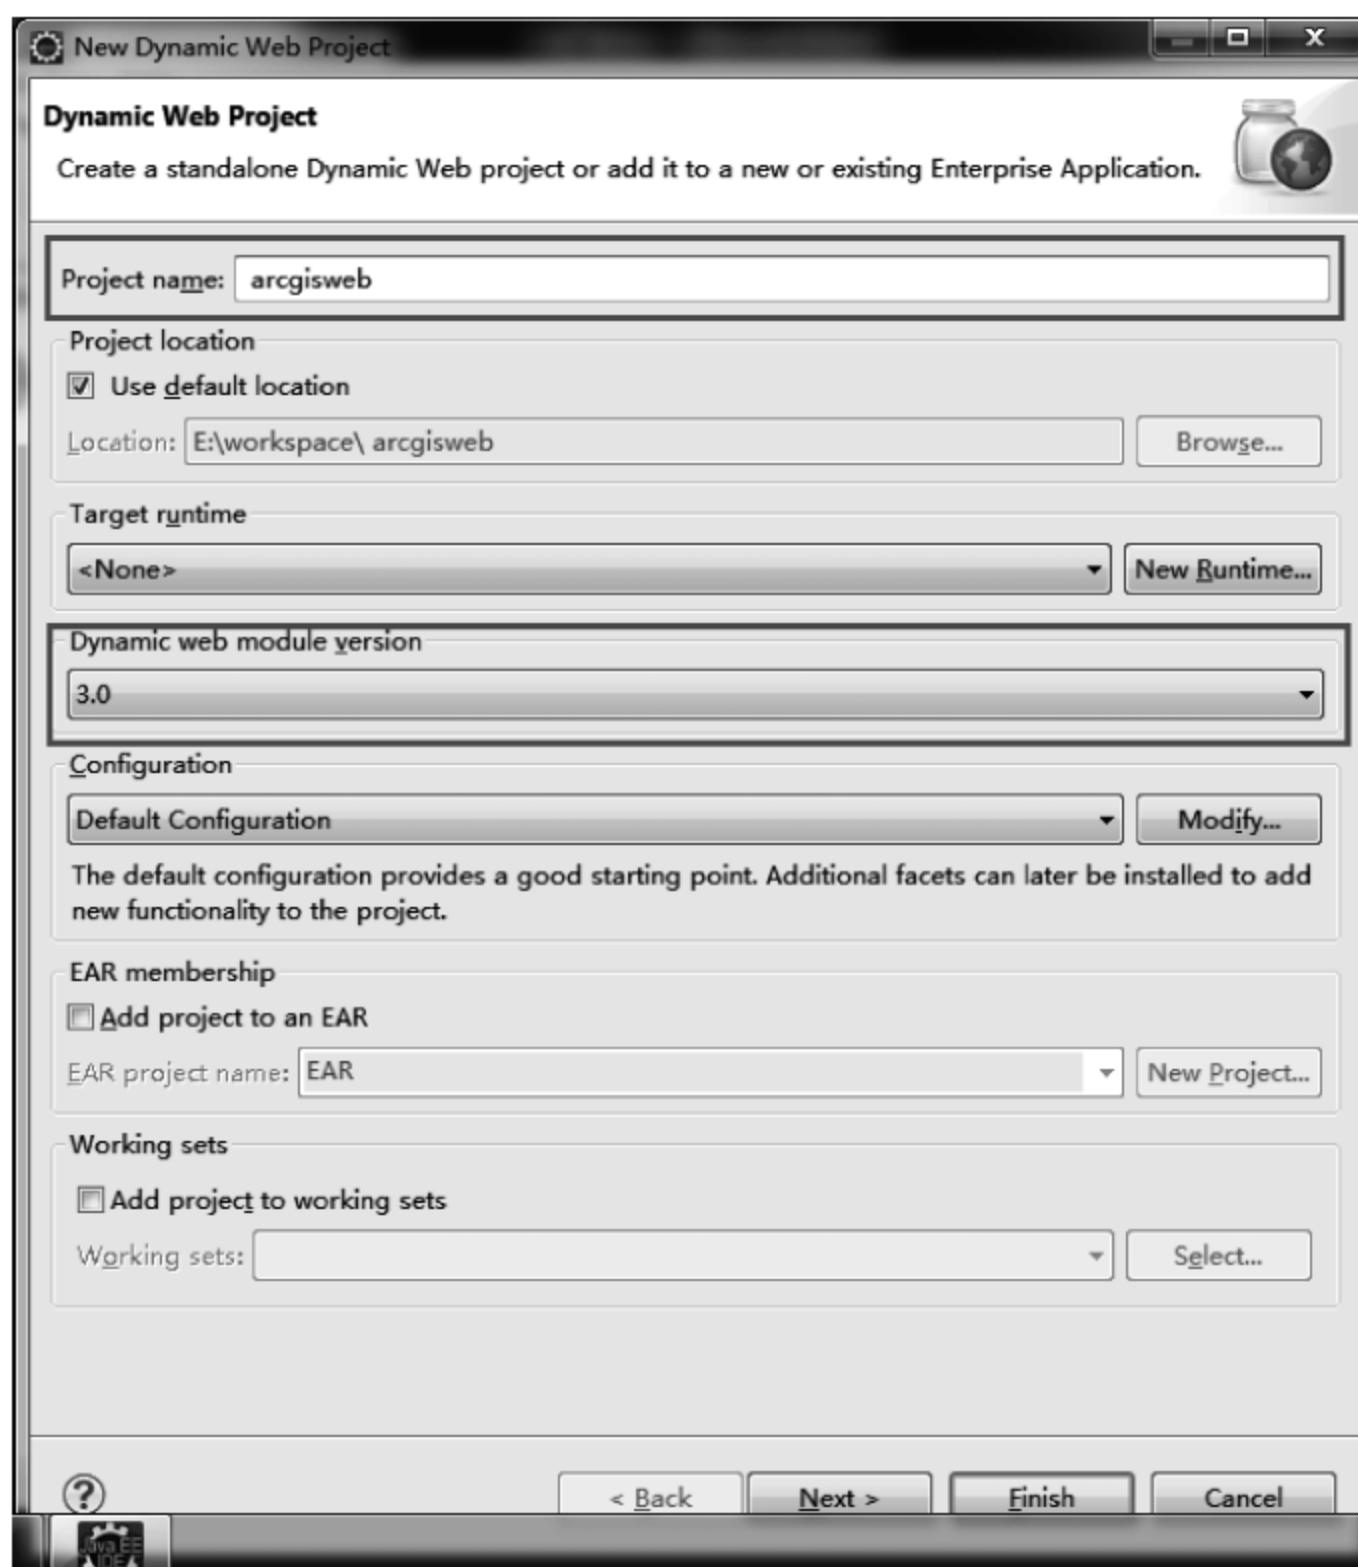 New Dynamic Web Project
Dynamic Web Project
Create a standalone Dynamic Web project or add it to a new or existing Enterprise Application.
Project name: arcgisweb
Project location
Use default location
Location: E:\workspace\ arcgisweb Browse...
Target runtime
<None> New Runtime...
Dynamic web module version
3.0
Configuration
Default Configuration Modify...
The default configuration provides a good starting point. Additional facets can later be installed to add
new functionality to the project.
EAR membership
Add project to an EAR
EAR project name: EAR New Project...
Working sets
Add project to working sets
Working sets: Select...
? < Back Next > Finish Cancel
Java EE
IDE